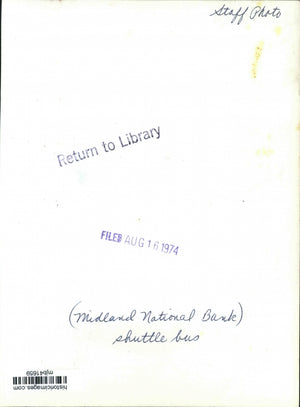 Staff Photo
Return to Library
FILED AUG 16 1974
(Midland National Bank)
shuttle bus
historicimages.com
mjb41659